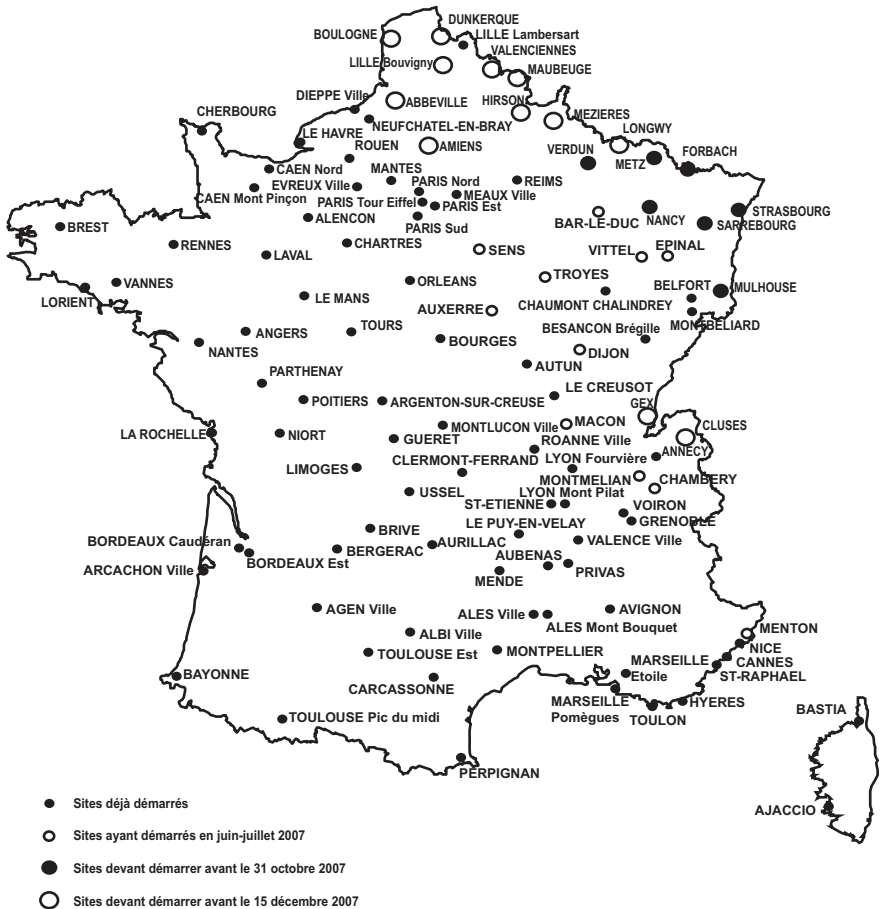 DUNKERQUE
BOULOGNE
LILLE Lambersart
VALENCIENNES
LILLE Bouvigny
MAUBEUGE
DIEPPE Ville
ABBEVILLE
HIRSON
MEZIERES
CHERBOURG
NEUFCHATEL-EN-BRAY
LONGWY
LE HAVRE
ROUEN
AMIENS
VERDUN
METZ
FORBACH
CAEN Nord
MANTES
PARIS Nord
REIMS
EVREUX Ville
MEAUX Ville
CAEN Mont Pinçon
PARIS Tour Eiffel
PARIS Est
STRASBOURG
ALENCON
PARIS Sud
BAR-LE-DUC
NANCY
SARREBOURG
BREST
RENNES
CHARTRES
SENS
VITTEL
EPINAL
LAVAL
TROYES
VANNES
ORLEANS
BELFORT
MULHOUSE
LORIENT
LE MANS
CHAUMONT CHALINDREY
AUXERRE
MONTBELIARD
ANGERS
TOURS
BESANCON Brégille
NANTES
BOURGES
DIJON
PARTHENAY
AUTUN
LE CREUSOT
POITIERS
ARGENTON-SUR-CREUSE
GEX
LA ROCHELLE
NIORT
MONTLUCON Ville
MACON
CLUSES
GUERET
ROANNE Ville
ANNECY
LIMOGES
CLERMONT-FERRAND
LYON Fourvière
MONTMELIAN
CHAMBERY
USSEL
LYON Mont Pilat
ST-ETIENNE
VOIRON
LE PUY-EN-VELAY
GRENOBLE
BORDEAUX Caudéran
BRIVE
AURILLAC
VALENCE Ville
BORDEAUX Est
BERGERAC
AUBENAS
ARCACHON Ville
MENDE
PRIVAS
AGEN Ville
ALES Ville
AVIGNON
ALBI Ville
ALES Mont Bouquet
MENTON
TOULOUSE Est
MONTPELLIER
NICE
BAYONNE
MARSEILLE
Etoile
CANNES
ST-RAPHAEL
CARCASSONNE
MARSEILLE
Pomègues
HYERES
TOULOUSE Pic du midi
TOULON
BASTIA
PERPIGNAN
AJACCIO
Sites déjà démarrés
Sites ayant démarrés en juin-juillet 2007
Sites devant démarrer avant le 31 octobre 2007
Sites devant démarrer avant le 15 décembre 2007